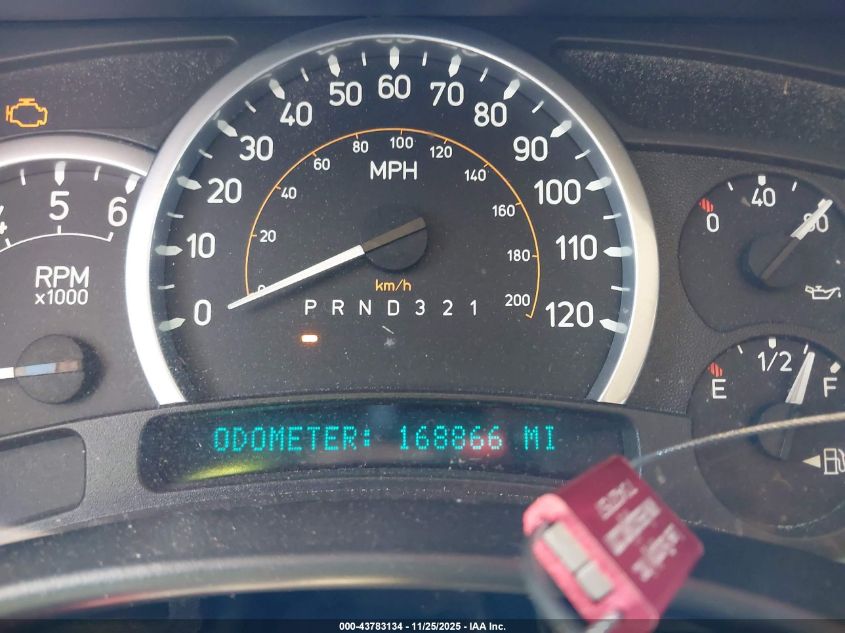 5 6
RPM
x1000
0 10 20 30 40 50 60 70 80 90 100 110 120
MPH
0 20 40 60 80 100 120 140 160 180 200
km/h
P R N D 3 2 1
0 40 80
E 1/2 F
ODOMETER: 168866 MI
000-43783134 - 11/25/2025 - IAA Inc.